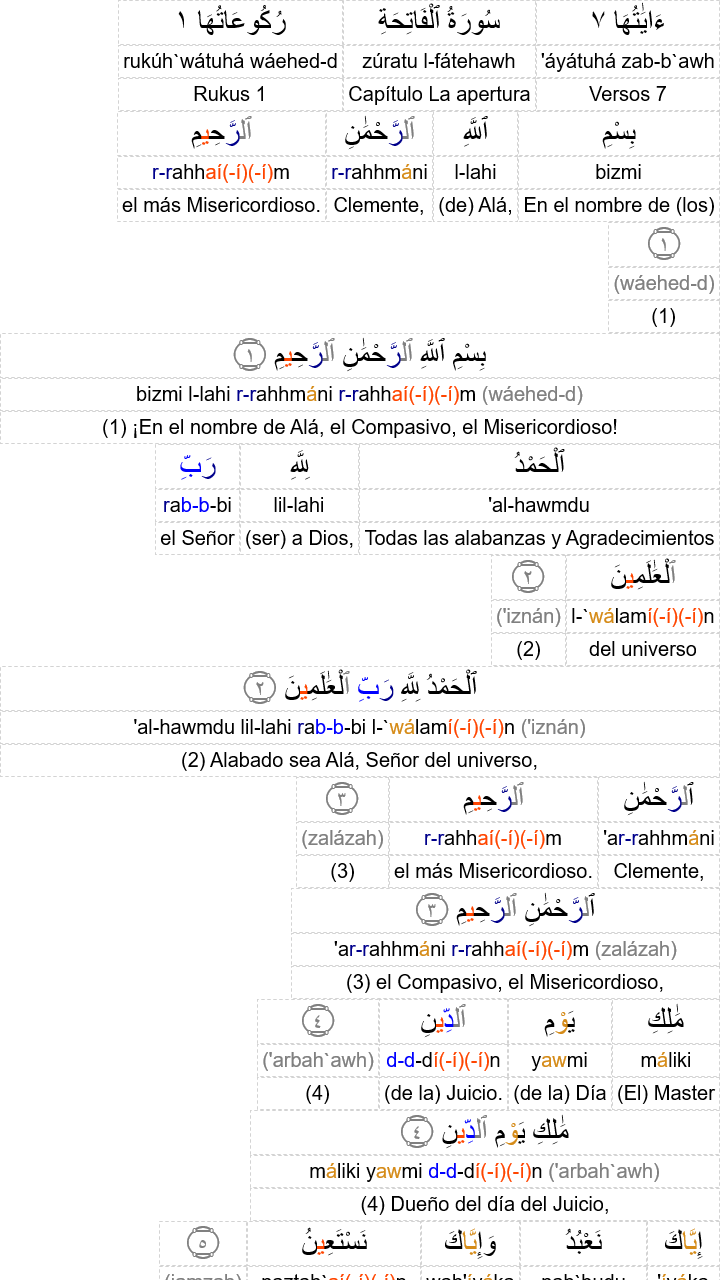 ءَايَٰتُهَا ٧ سُورَةُ ٱلْفَاتِحَةِ رُكُوعَاتُهَا ١
'áyátuhá zab-b`awh zúratu l-fátehawh rukúh`wátuhá wáehed-d
Versos 7 Capítulo La apertura Rukus 1
بِسْمِ ٱللَّهِ ٱلرَّحْمَٰنِ ٱلرَّحِيمِ
bizmi l-lahi r-rahhmáni r-rahhaí(-í)(-í)m
En el nombre de (los) (de) Alá, Clemente, el más Misericordioso.
١
(wáehed-d)
(1)
بِسْمِ ٱللَّهِ ٱلرَّحْمَٰنِ ٱلرَّحِيمِ ١
bizmi l-lahi r-rahhmáni r-rahhaí(-í)(-í)m (wáehed-d)
(1) ¡En el nombre de Alá, el Compasivo, el Misericordioso!
ٱلْحَمْدُ لِلَّهِ رَبِّ
'al-hawmdu lil-lahi rab-b-bi
Todas las alabanzas y Agradecimientos (ser) a Dios, el Señor
ٱلْعَٰلَمِينَ ٢
l-`wálamí(-í)(-í)n ('iznán)
del universo (2)
ٱلْحَمْدُ لِلَّهِ رَبِّ ٱلْعَٰلَمِينَ ٢
'al-hawmdu lil-lahi rab-b-bi l-`wálamí(-í)(-í)n ('iznán)
(2) Alabado sea Alá, Señor del universo,
ٱلرَّحْمَٰنِ ٱلرَّحِيمِ ٣
'ar-rahhmáni r-rahhaí(-í)(-í)m (zalázah)
Clemente, el más Misericordioso. (3)
ٱلرَّحْمَٰنِ ٱلرَّحِيمِ ٣
'ar-rahhmáni r-rahhaí(-í)(-í)m (zalázah)
(3) el Compasivo, el Misericordioso,
مَٰلِكِ يَوْمِ ٱلدِّينِ ٤
máliki yawmi d-d-dí(-í)(-í)n ('arbah`awh)
(El) Master (de la) Día (de la) Juicio. (4)
مَٰلِكِ يَوْمِ ٱلدِّينِ ٤
máliki yawmi d-d-dí(-í)(-í)n ('arbah`awh)
(4) Dueño del día del Juicio,
إِيَّاكَ نَعْبُدُ وَإِيَّاكَ نَسْتَعِينُ ٥